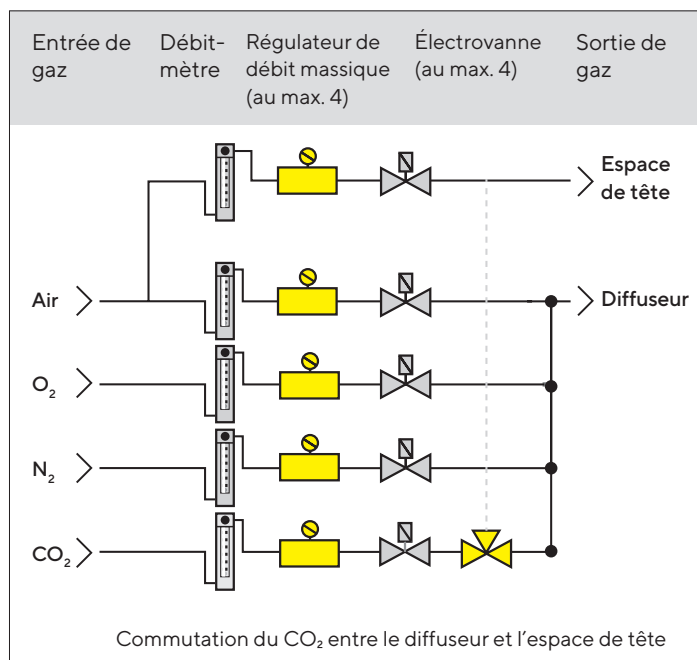 Entrée de
gaz
Débit-
mètre
Régulateur de
débit massique
(au max. 4)
Électrovanne
(au max. 4)
Sortie de
gaz
Espace
de tête
Air
Diffuseur
O₂
N₂
CO₂
Commutation du CO₂ entre le diffuseur et l'espace de tête